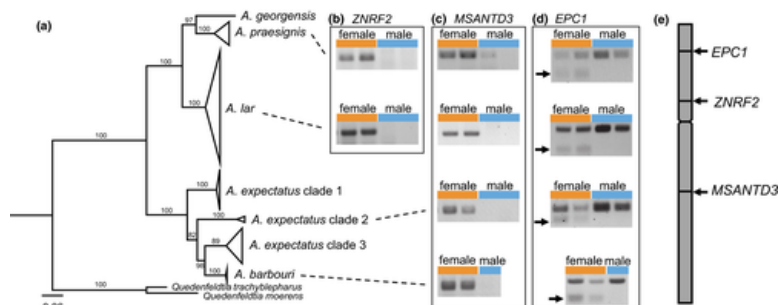 (a)
97
A. georgensis
100
A. praesignis
100
100
A. lar
100
100
A. expectatus clade 1
100
A. expectatus clade 2
82
89
A. expectatus clade 3
98
100
A. barbouri
100
Quedenfeldtia trachyblepharus
Quedenfeldtia moerens
(b) ZNRF2
female male
female male
(c) MSANTD3
female male
female male
female male
female male
(d) EPC1
female male
female male
female male
female male
(e)
EPC1
ZNRF2
MSANTD3